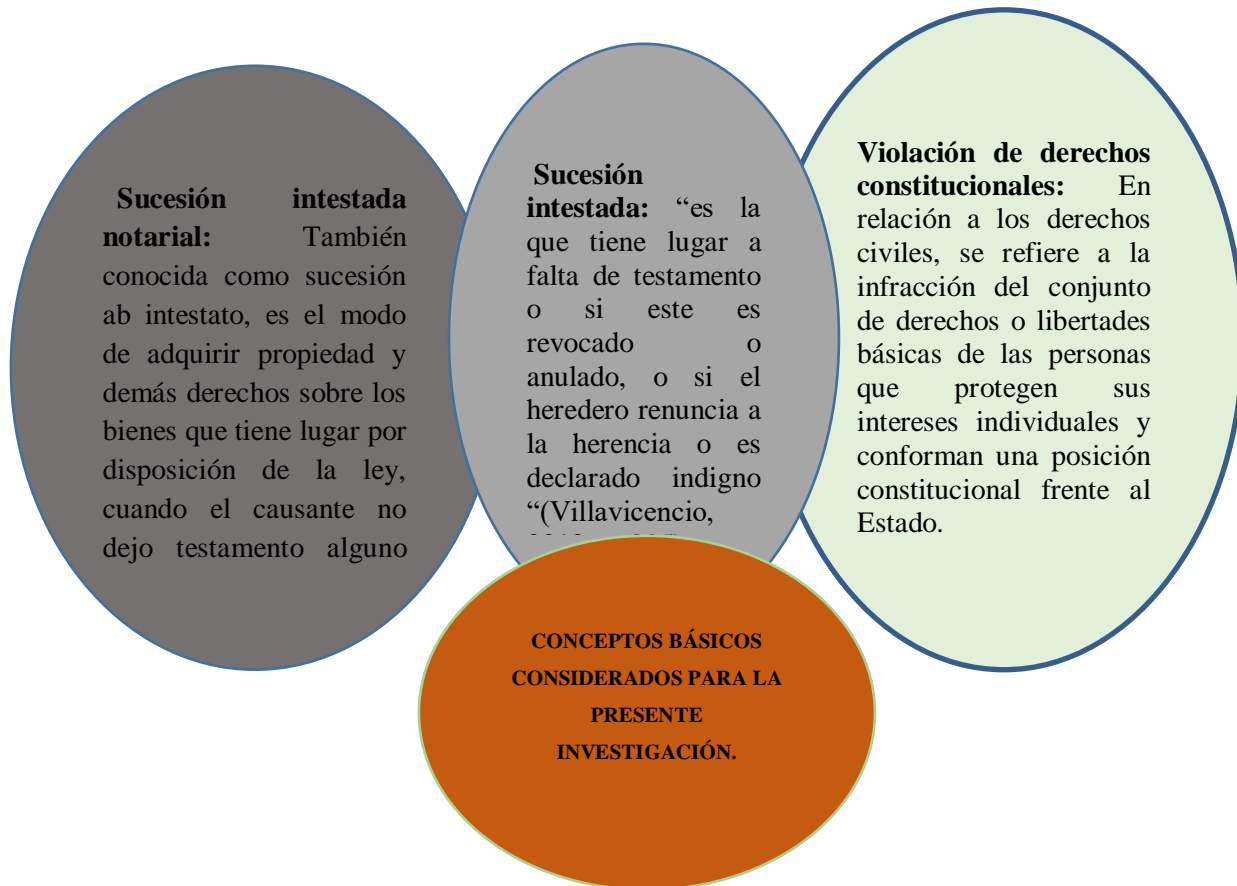 Sucesión intestada
notarial: También
conocida como sucesión
ab intestato, es el modo
de adquirir propiedad y
demás derechos sobre los
bienes que tiene lugar por
disposición de la ley,
cuando el causante no
dejo testamento alguno
Sucesión
intestada: “es la
que tiene lugar a
falta de testamento
o si este es
revocado o
anulado, o si el
heredero renuncia a
la herencia o es
declarado indigno
“(Villavicencio,
Violación de derechos
constitucionales: En
relación a los derechos
civiles, se refiere a la
infracción del conjunto
de derechos o libertades
básicas de las personas
que protegen sus
intereses individuales y
conforman una posición
constitucional frente al
Estado.
CONCEPTOS BÁSICOS
CONSIDERADOS PARA LA
PRESENTE
INVESTIGACIÓN.